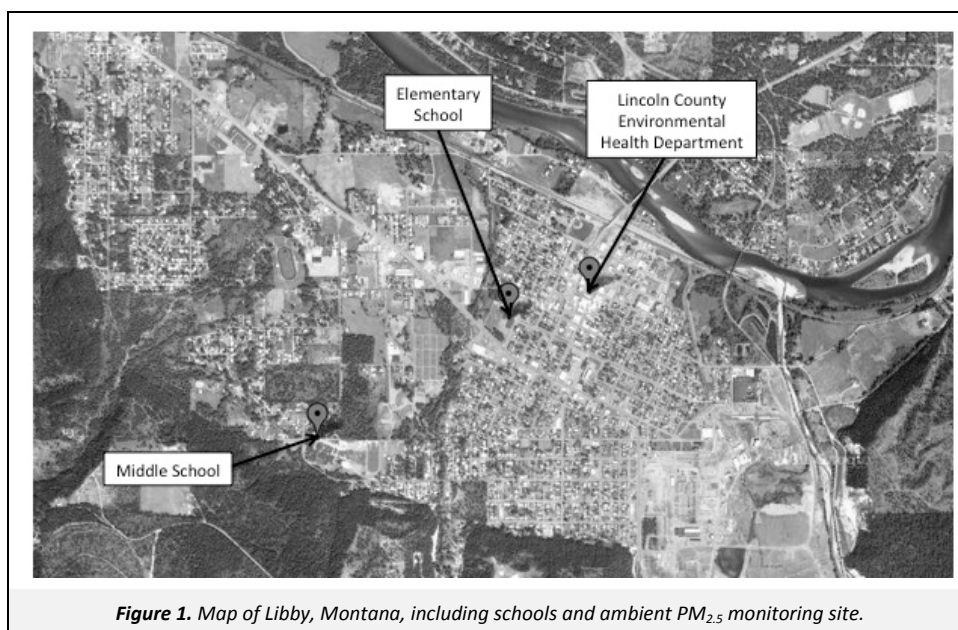 Elementary
School
Lincoln County
Environmental
Health Department
Middle School
Figure 1. Map of Libby, Montana, including schools and ambient PM2.5 monitoring site.